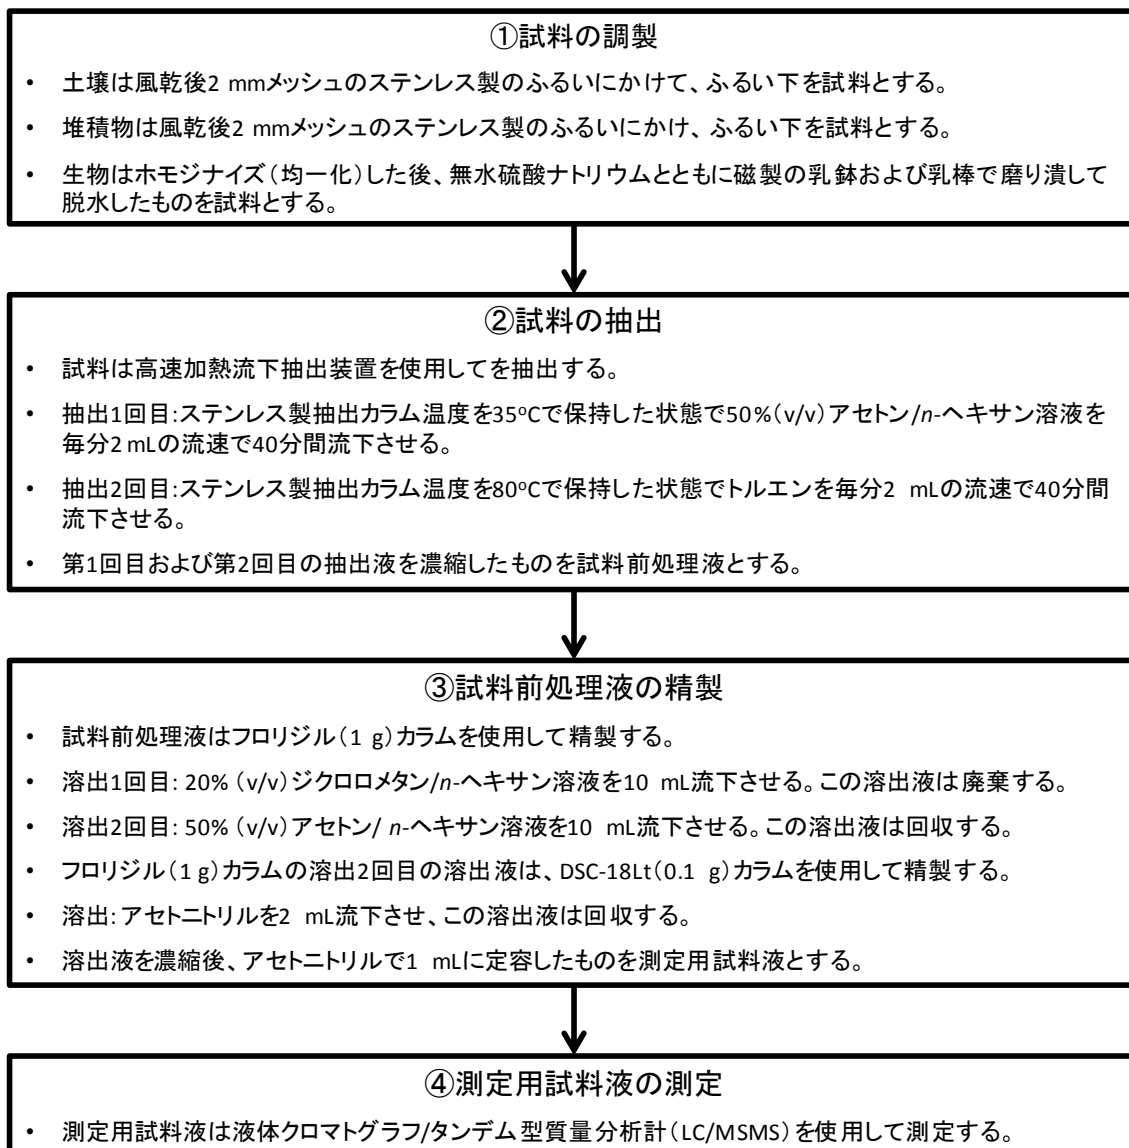 ①試料の調製
• 土壌は風乾後2 mmメッシュのステンレス製のふるいにかけて、ふるい下を試料とする。
• 堆積物は風乾後2 mmメッシュのステンレス製のふるいにかけ、ふるい下を試料とする。
• 生物はホモジナイズ（均一化）した後、無水硫酸ナトリウムとともに磁製の乳鉢および乳棒で磨り潰して
脱水したものを試料とする。
②試料の抽出
• 試料は高速加熱流下抽出装置を使用してを抽出する。
• 抽出1回目:ステンレス製抽出カラム温度を35°Cで保持した状態で50%（v/v）アセトン/n-ヘキサン溶液を
毎分2 mLの流速で40分間流下させる。
• 抽出2回目:ステンレス製抽出カラム温度を80°Cで保持した状態でトルエンを毎分2 mLの流速で40分間
流下させる。
• 第1回目および第2回目の抽出液を濃縮したものを試料前処理液とする。
③試料前処理液の精製
• 試料前処理液はフロリジル（1 g）カラムを使用して精製する。
• 溶出1回目: 20% （v/v）ジクロロメタン/n-ヘキサン溶液を10 mL流下させる。この溶出液は廃棄する。
• 溶出2回目: 50% （v/v）アセトン/ n-ヘキサン溶液を10 mL流下させる。この溶出液は回収する。
• フロリジル（1 g）カラムの溶出2回目の溶出液は、DSC-18Lt（0.1 g）カラムを使用して精製する。
• 溶出: アセトニトリルを2 mL流下させ、この溶出液は回収する。
• 溶出液を濃縮後、アセトニトリルで1 mLに定容したものを測定用試料液とする。
④測定用試料液の測定
• 測定用試料液は液体クロマトグラフ/タンデム型質量分析計（LC/MSMS）を使用して測定する。